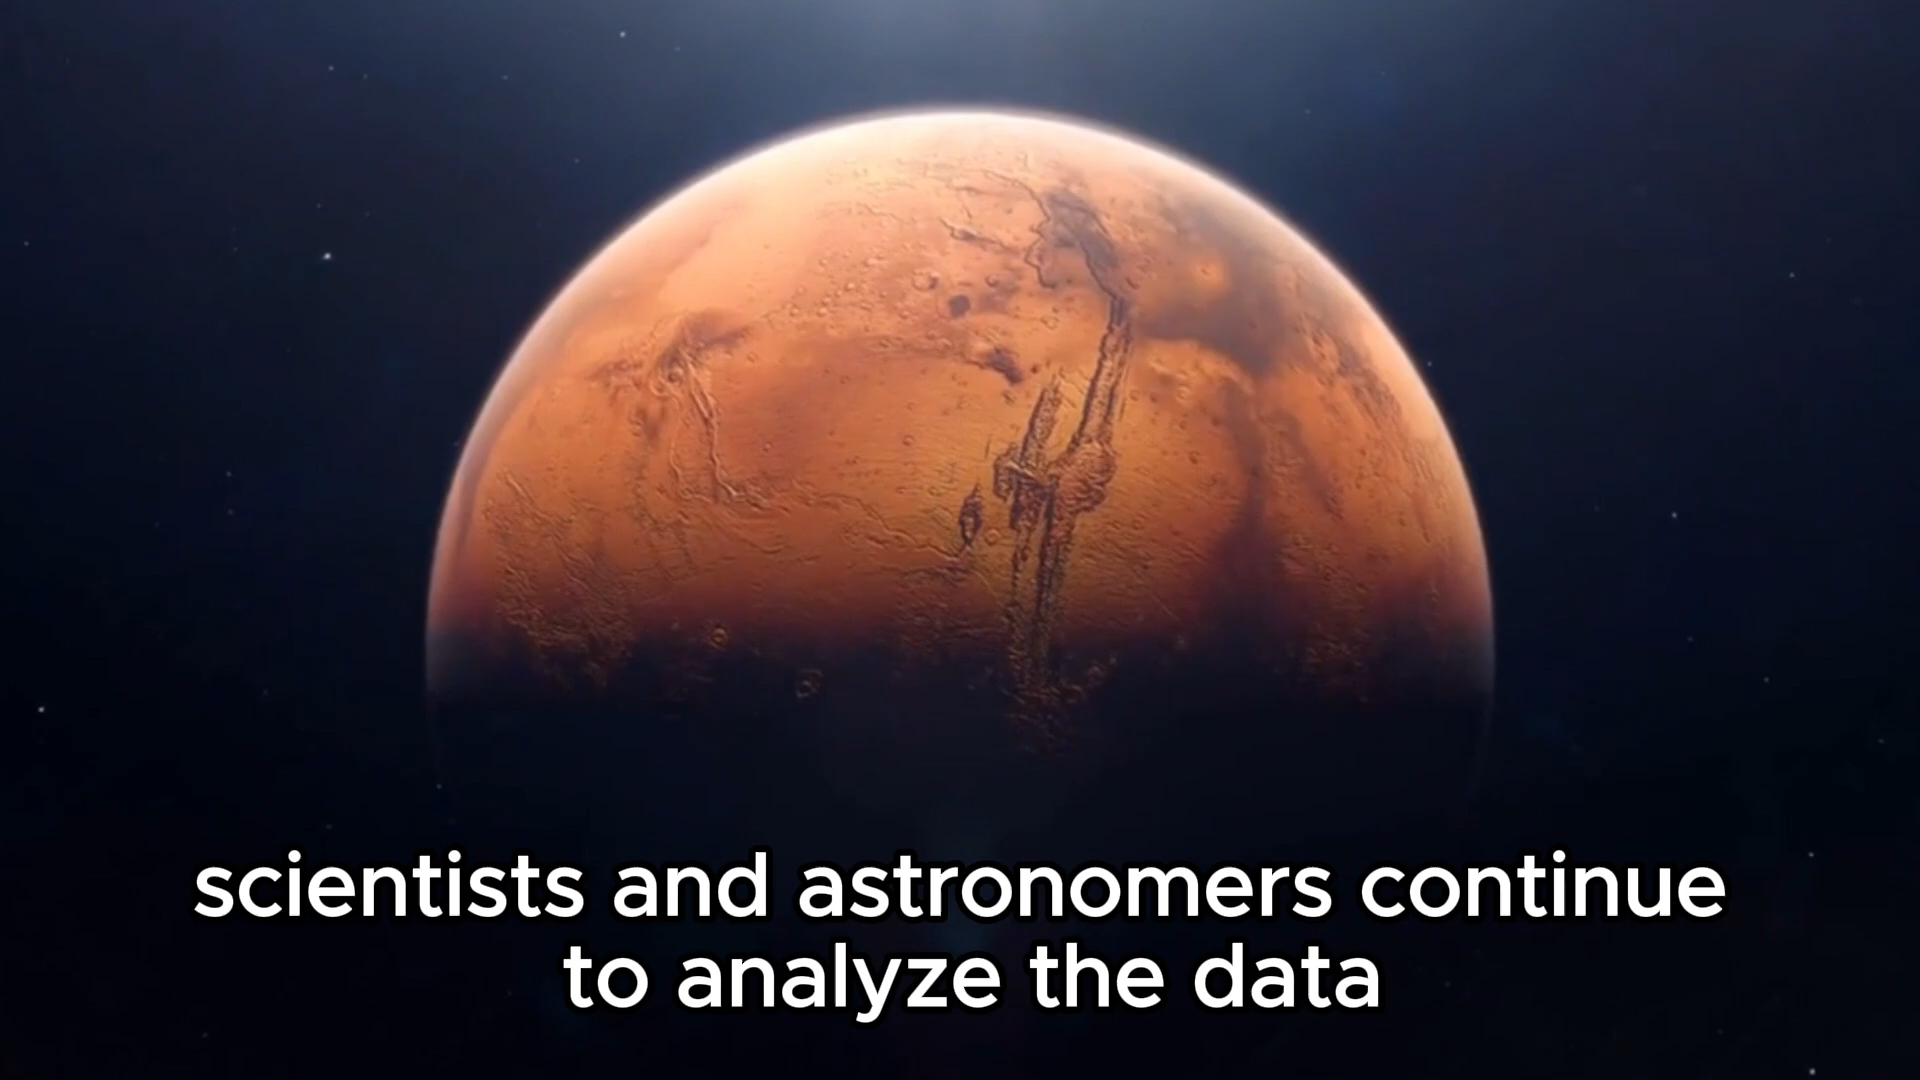 scientists and astronomers continue
to analyze the data